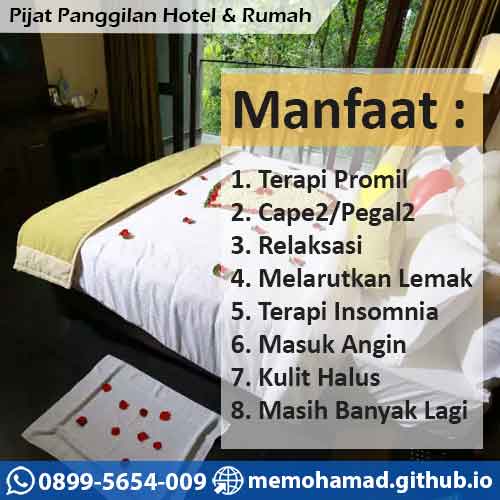 Pijat Panggilan Hotel & Rumah
Manfaat :
1. Terapi Promil
2. Cape2/Pegal2
3. Relaksasi
4. Melarutkan Lemak
5. Terapi Insomnia
6. Masuk Angin
7. Kulit Halus
8. Masih Banyak Lagi
0899-5654-009 memohamad.github.io